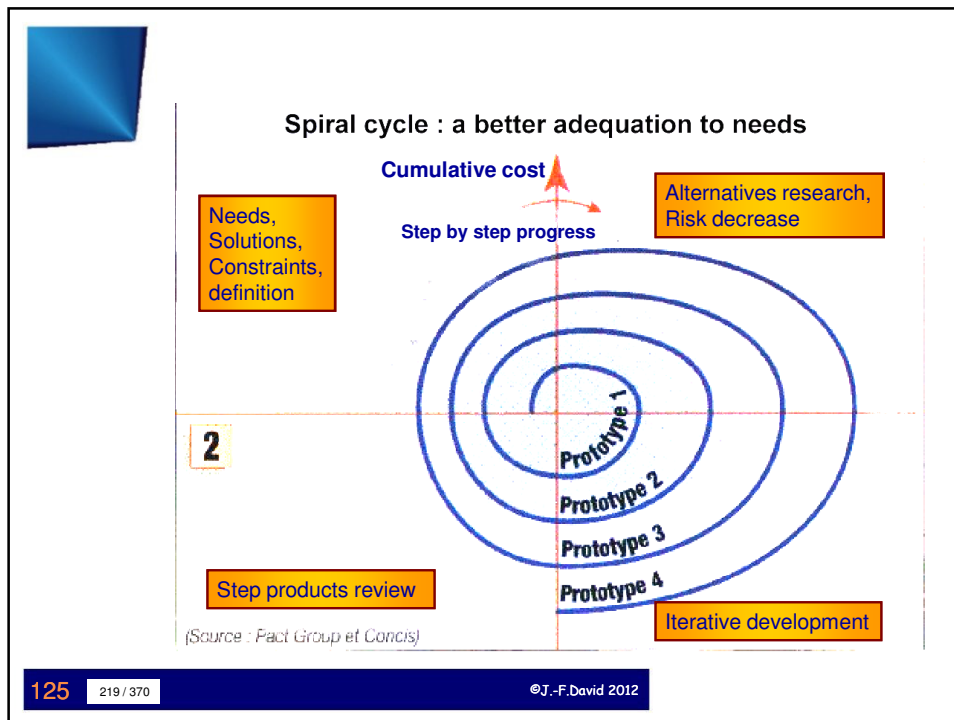 Spiral cycle : a better adequation to needs
Cumulative cost
Step by step progress
Needs,
Solutions,
Constraints,
definition
Alternatives research,
Risk decrease
Prototype 1
Prototype 2
Prototype 3
Prototype 4
2
Step products review
Iterative development
(Source : Pact Group et Concis)
125
219 / 370
©J.-F.David 2012